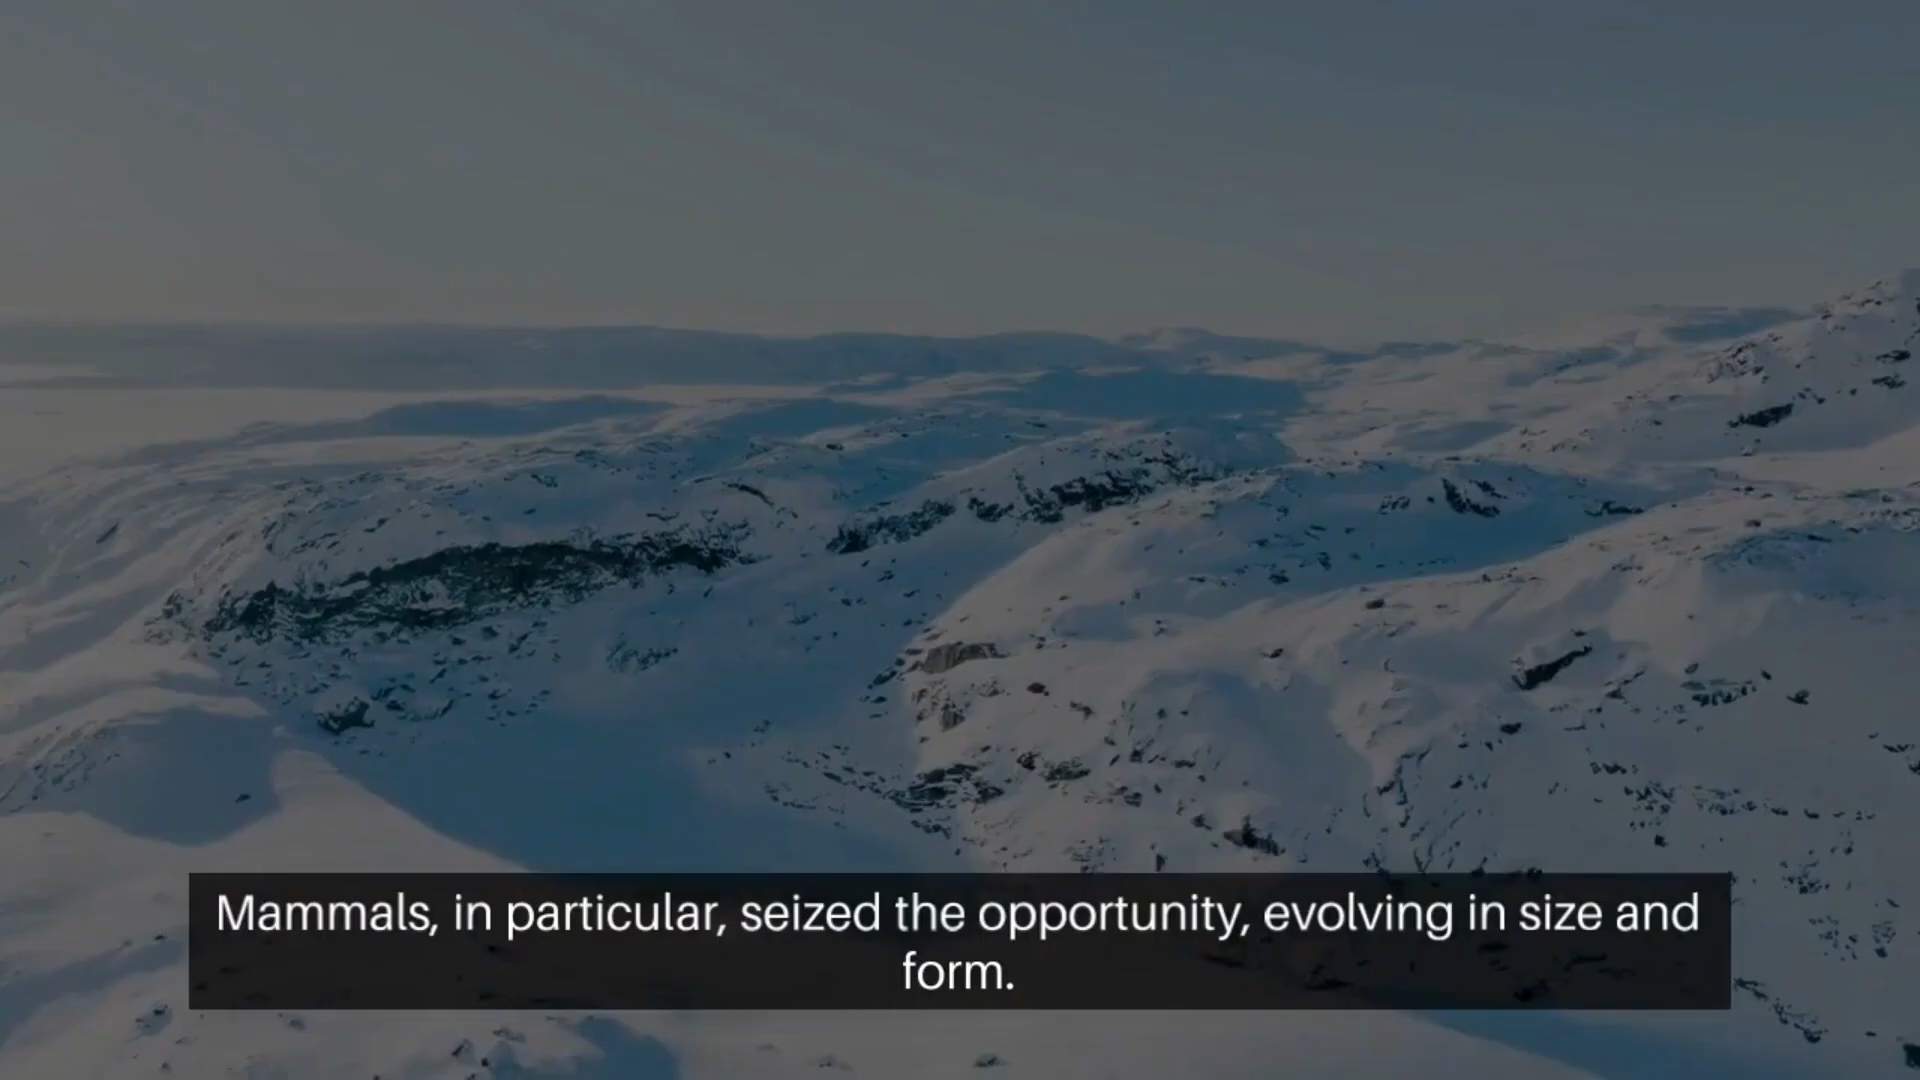 Mammals, in particular, seized the opportunity, evolving in size and
form.